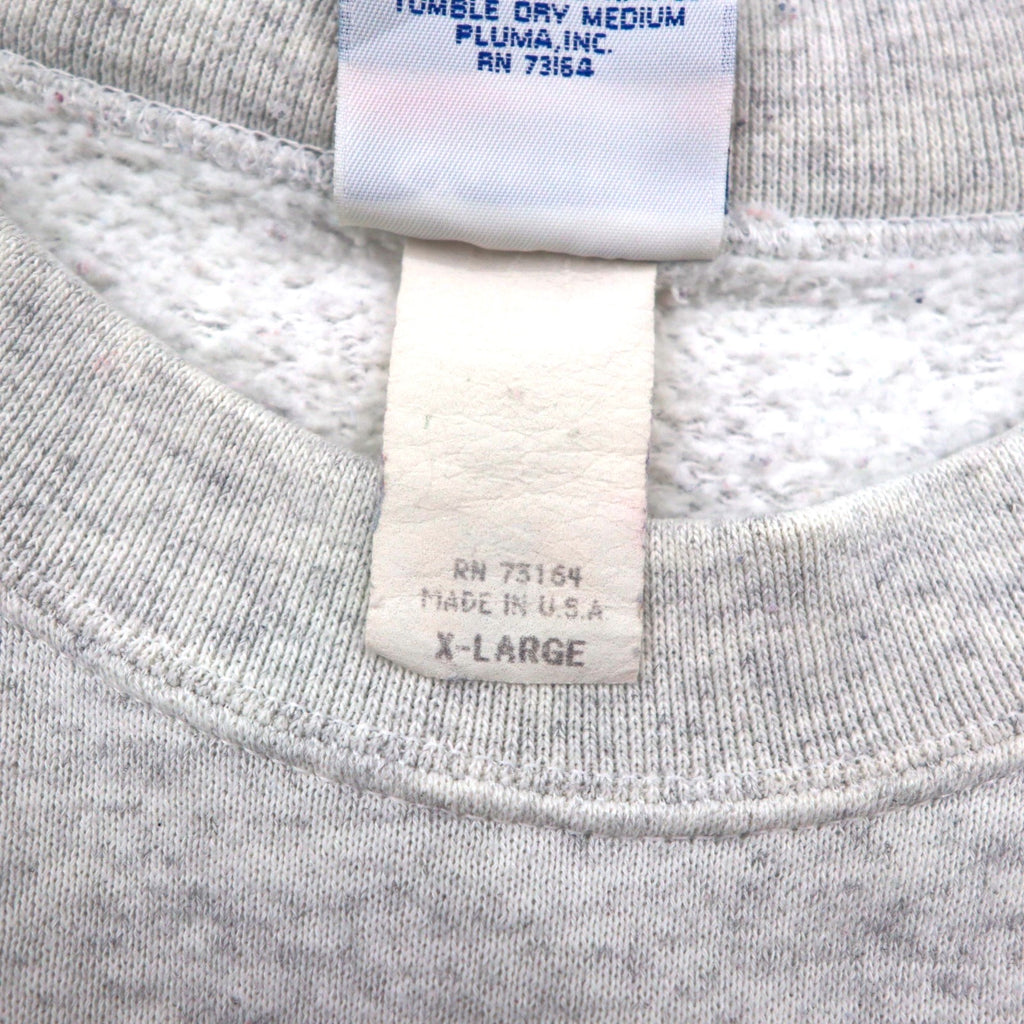 TUMBLE DRY MEDIUM
PLUMA, INC.
RN 73164
RN 73164
MADE IN U.S.A
X-LARGE